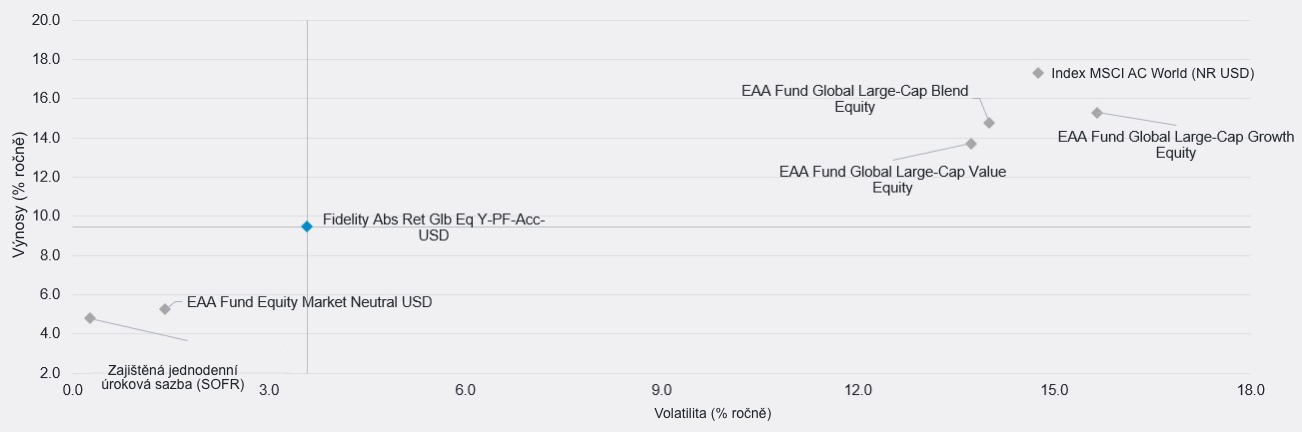 20.0
18.0
Index MSCI AC World (NR USD)
16.0
EAA Fund Global Large-Cap Blend
Equity
14.0
EAA Fund Global Large-Cap Growth
Equity
12.0
EAA Fund Global Large-Cap Value
Equity
10.0
Fidelity Abs Ret Glb Eq Y-PF-Acc-
USD
8.0
6.0
EAA Fund Equity Market Neutral USD
4.0
2.0
Zajištěná jednodenní
úroková sazba (SOFR)
Výnosy (% ročně)
0.0 3.0 6.0 9.0 12.0 15.0 18.0
Volatilita (% ročně)